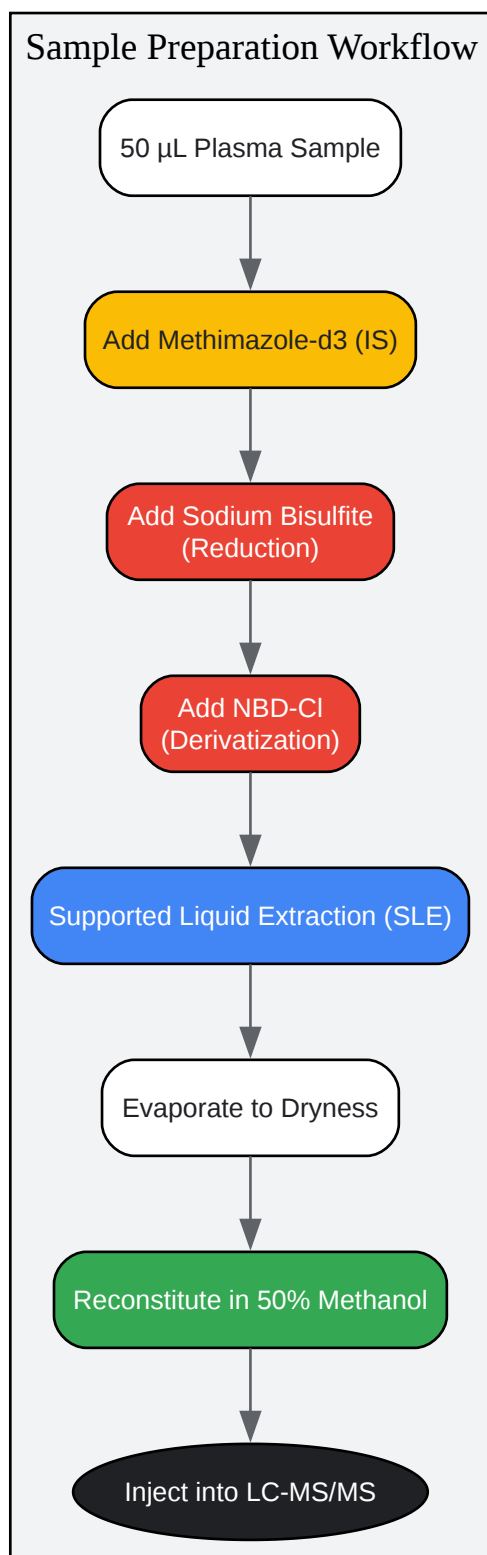 Sample Preparation Workflow
50 µL Plasma Sample
Add Methimazole-d3 (IS)
Add Sodium Bisulfite
(Reduction)
Add NBD-Cl
(Derivatization)
Supported Liquid Extraction (SLE)
Evaporate to Dryness
Reconstitute in 50% Methanol
Inject into LC-MS/MS